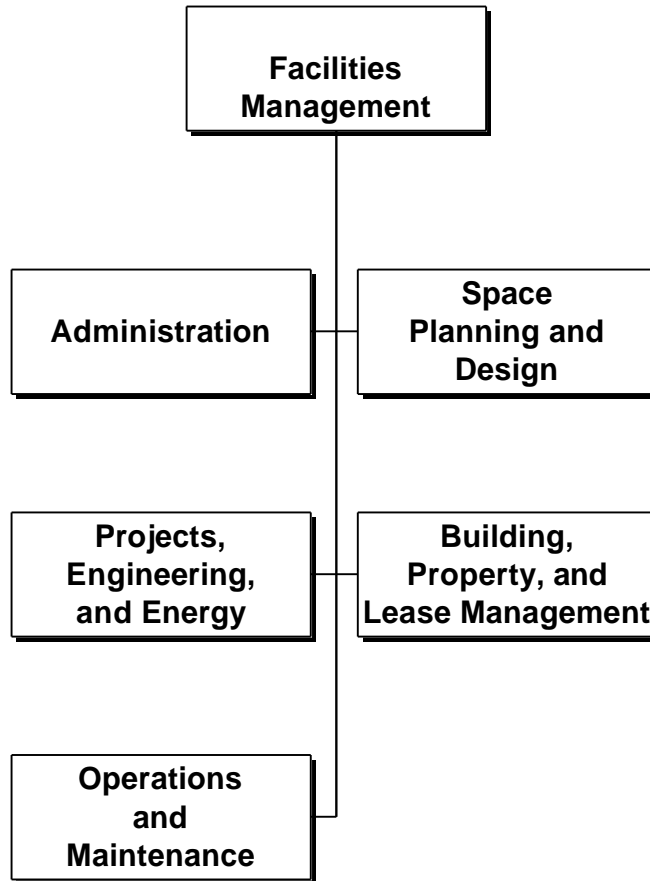 Facilities
Management
Administration
Space
Planning and
Design
Projects,
Engineering,
and Energy
Building,
Property, and
Lease Management
Operations
and
Maintenance